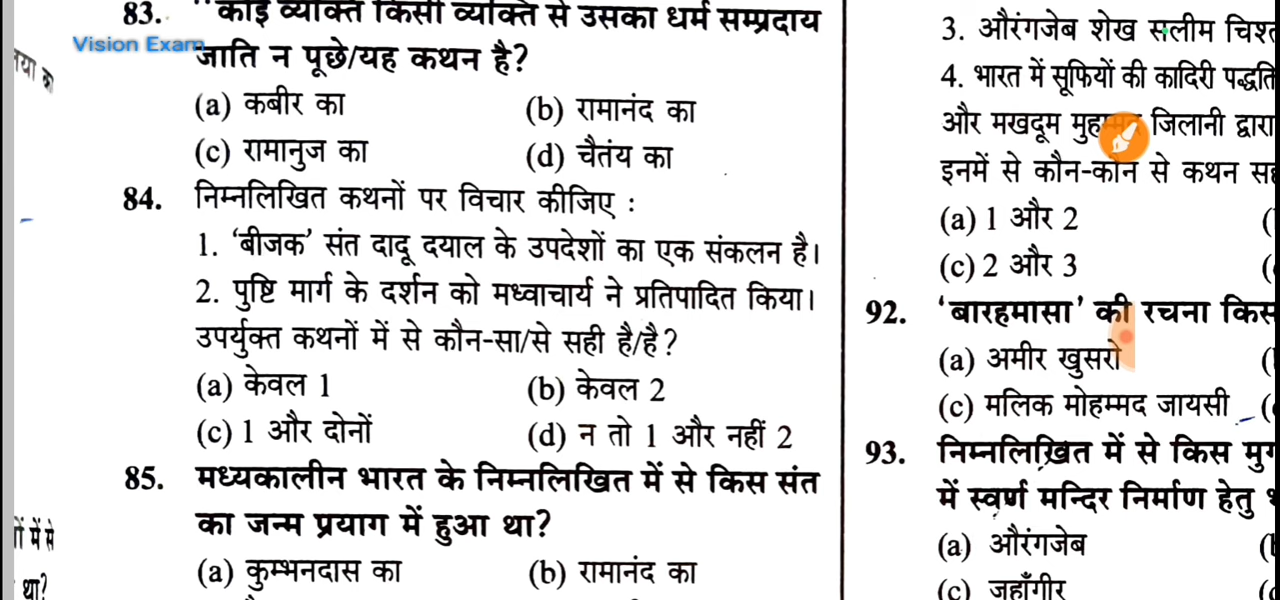 83. "कोई व्यक्ति किसी व्यक्ति से उसका धर्म सम्प्रदाय
Vision Exam
जाति न पूछे/यह कथन है?
(a) कबीर का (b) रामानंद का
(c) रामानुज का (d) चैतंय का
84. निम्नलिखित कथनों पर विचार कीजिए :
1. ‘बीजक’ संत दादू दयाल के उपदेशों का एक संकलन है।
2. पुष्टि मार्ग के दर्शन को मध्वाचार्य ने प्रतिपादित किया।
उपर्युक्त कथनों में से कौन-सा/से सही है/है?
(a) केवल 1 (b) केवल 2
(c) 1 और दोनों (d) न तो 1 और नहीं 2
85. मध्यकालीन भारत के निम्नलिखित में से किस संत
का जन्म प्रयाग में हुआ था?
(a) कुम्भनदास का (b) रामानंद का
3. औरंगजेब शेख सलीम
4. भारत में सूफियों की कादिरी पद्धति
और मखदूम मुहम्मद जिलानी द्वारा
इनमें से कौन-कौन से कथन
(a) 1 और 2
(c) 2 और 3
92. ‘बारहमासा’ की रचना
(a) अमीर खुसरो
(c) मलिक मोहम्मद जायसी
93. निम्नलिखित में से किस
में स्वर्ण मन्दिर निर्माण हेतु
(a) औरंगजेब
(c) जहाँगीर
में से
था?